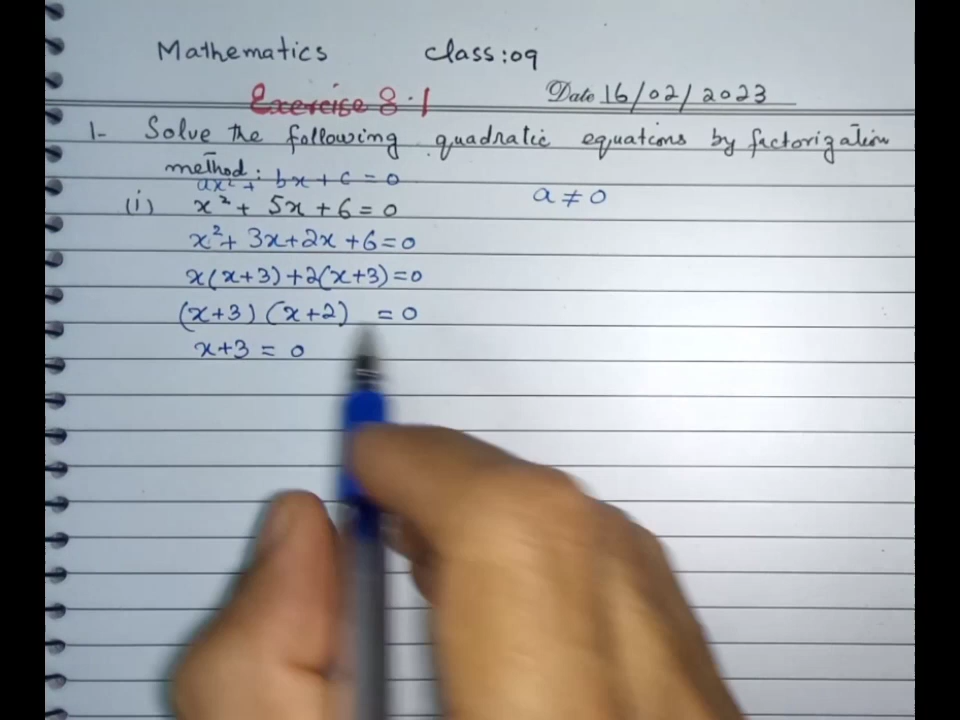 Mathematics class:09
Exercise 8.1 Date 16/02/2023
1- Solve the following quadratic equations by factorization
method:
ax² + bx + c = 0 a ≠ 0
(i) x² + 5x + 6 = 0
x² + 3x + 2x + 6 = 0
x(x+3) + 2(x+3) = 0
(x+3) (x+2) = 0
x+3 = 0